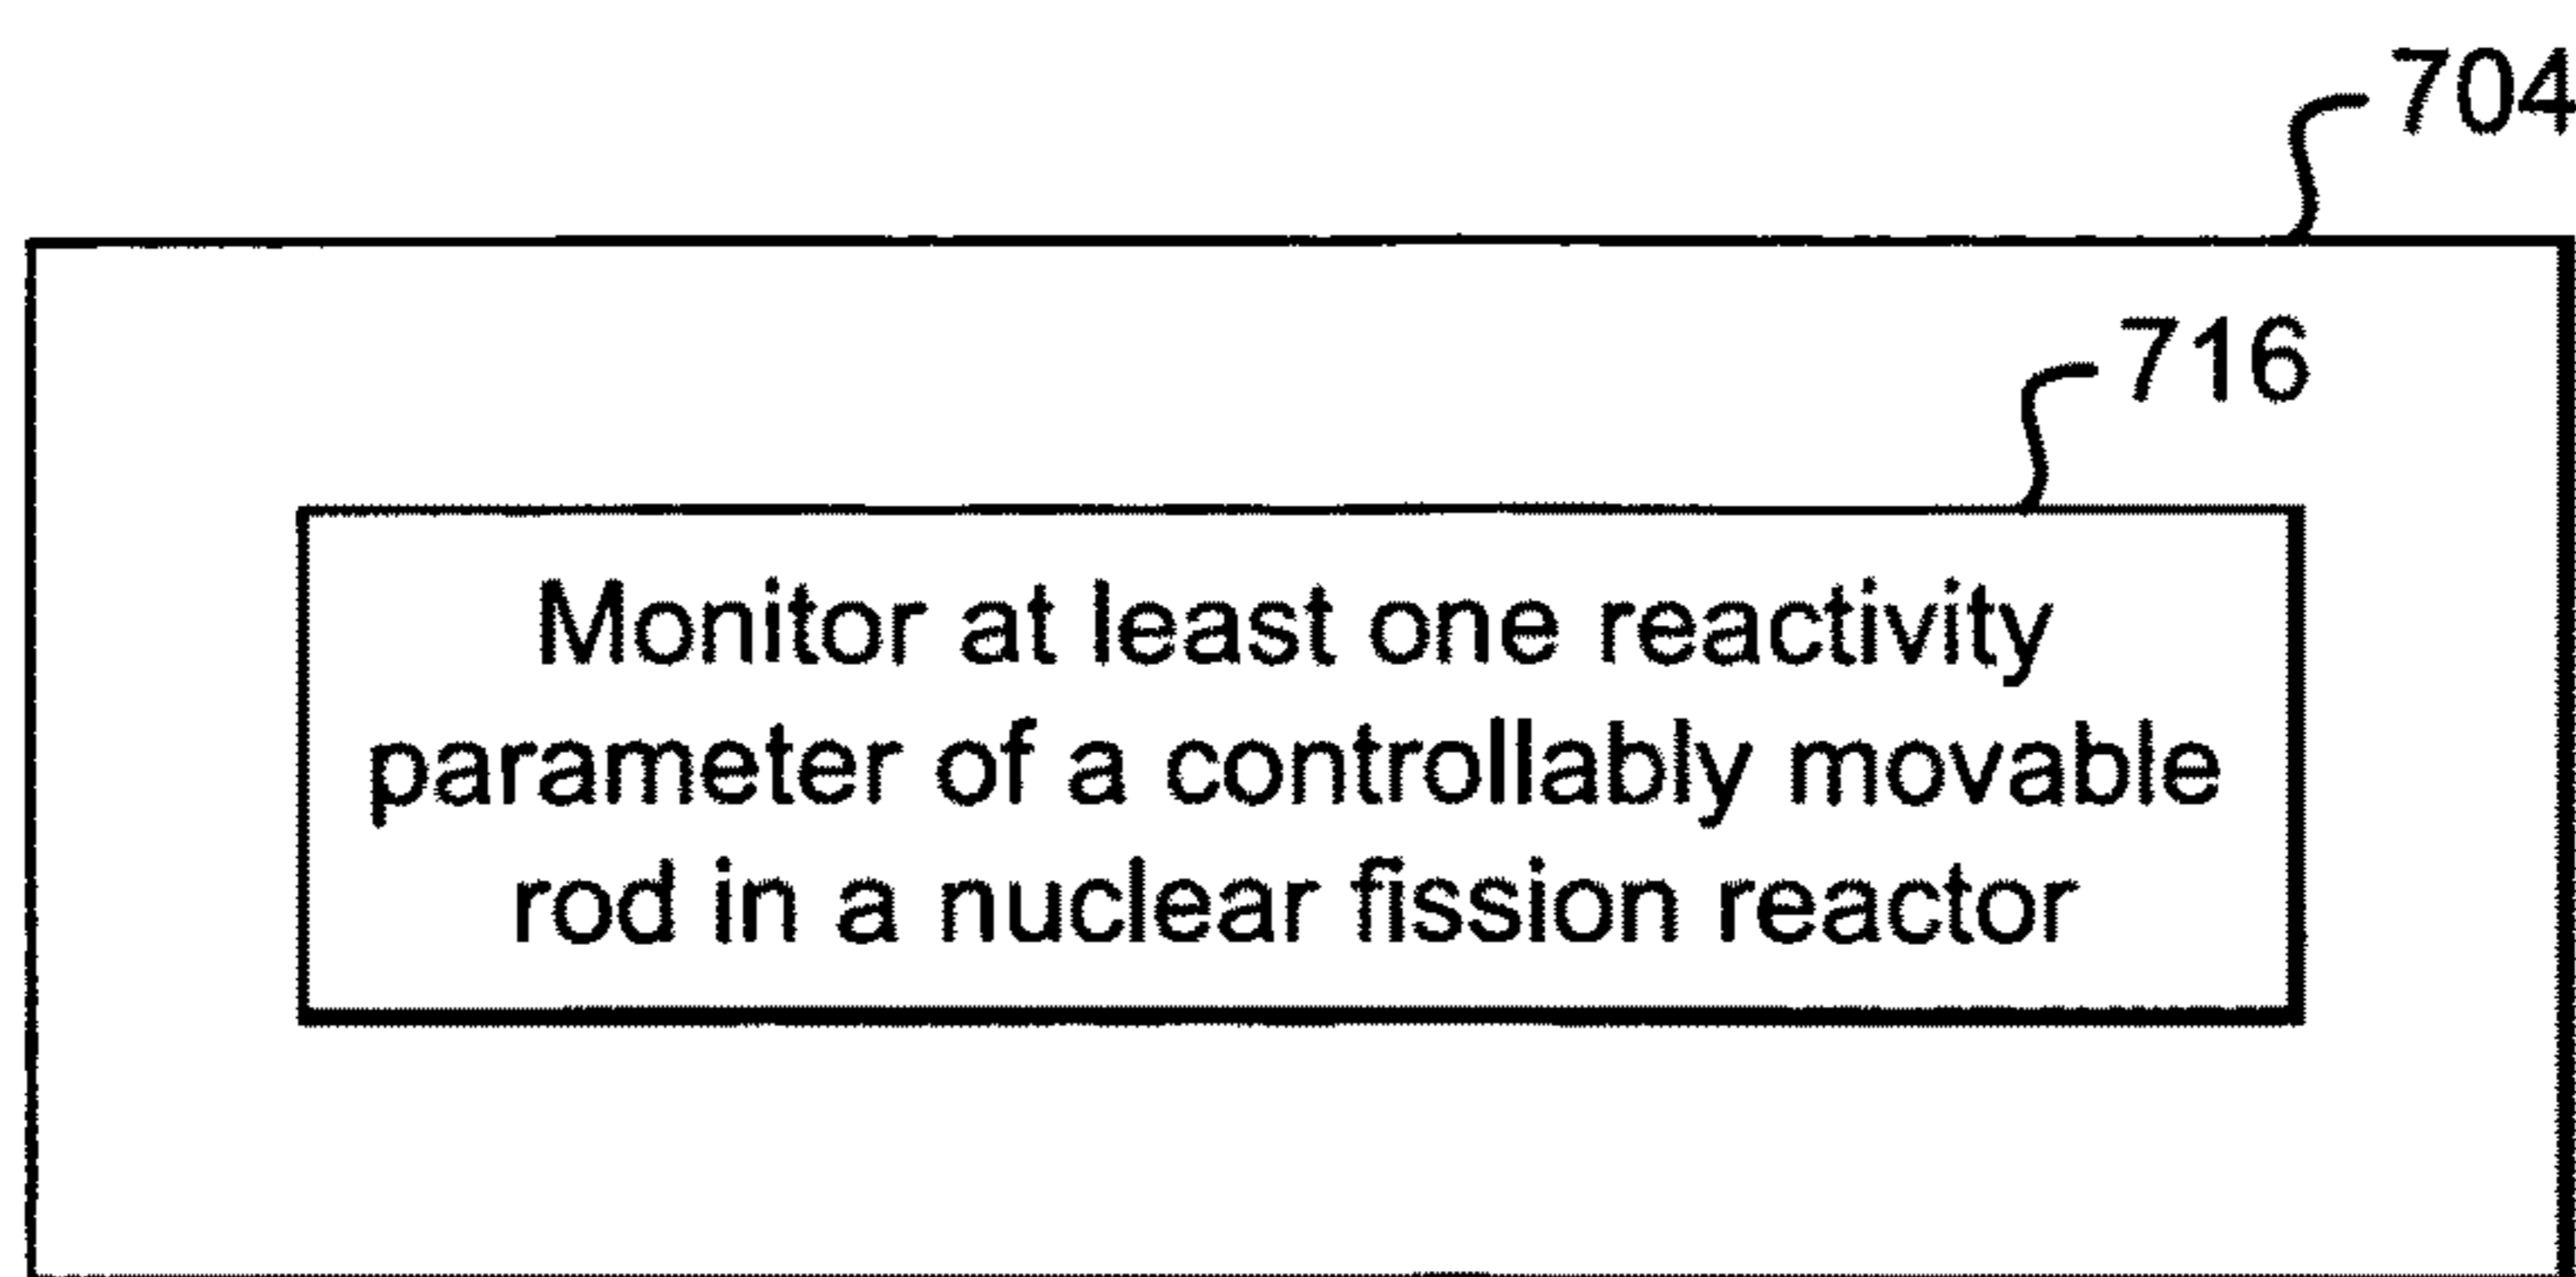 704
716
Monitor at least one reactivity
parameter of a controllably movable
rod in a nuclear fission reactor